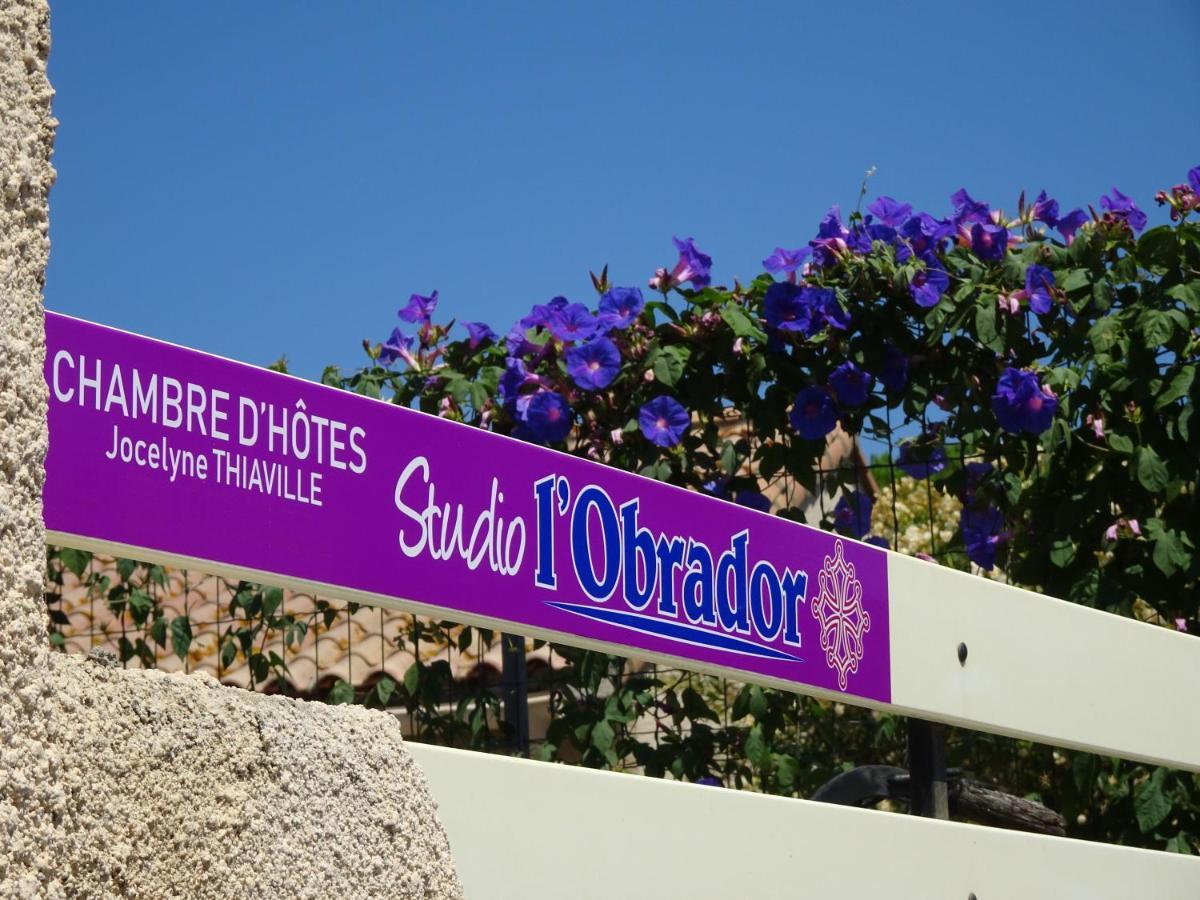 CHAMBRE D'HÔTES
Jocelyne THIAVILLE
Studio l'Obrador